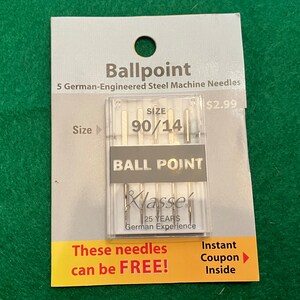 Ballpoint
5 German-Engineered Steel Machine Needles
$2.99
SIZE
Size
90/14
BALL POINT
Klassé
25 YEARS
German Experience
These needles
can be FREE!
Instant
Coupon
Inside